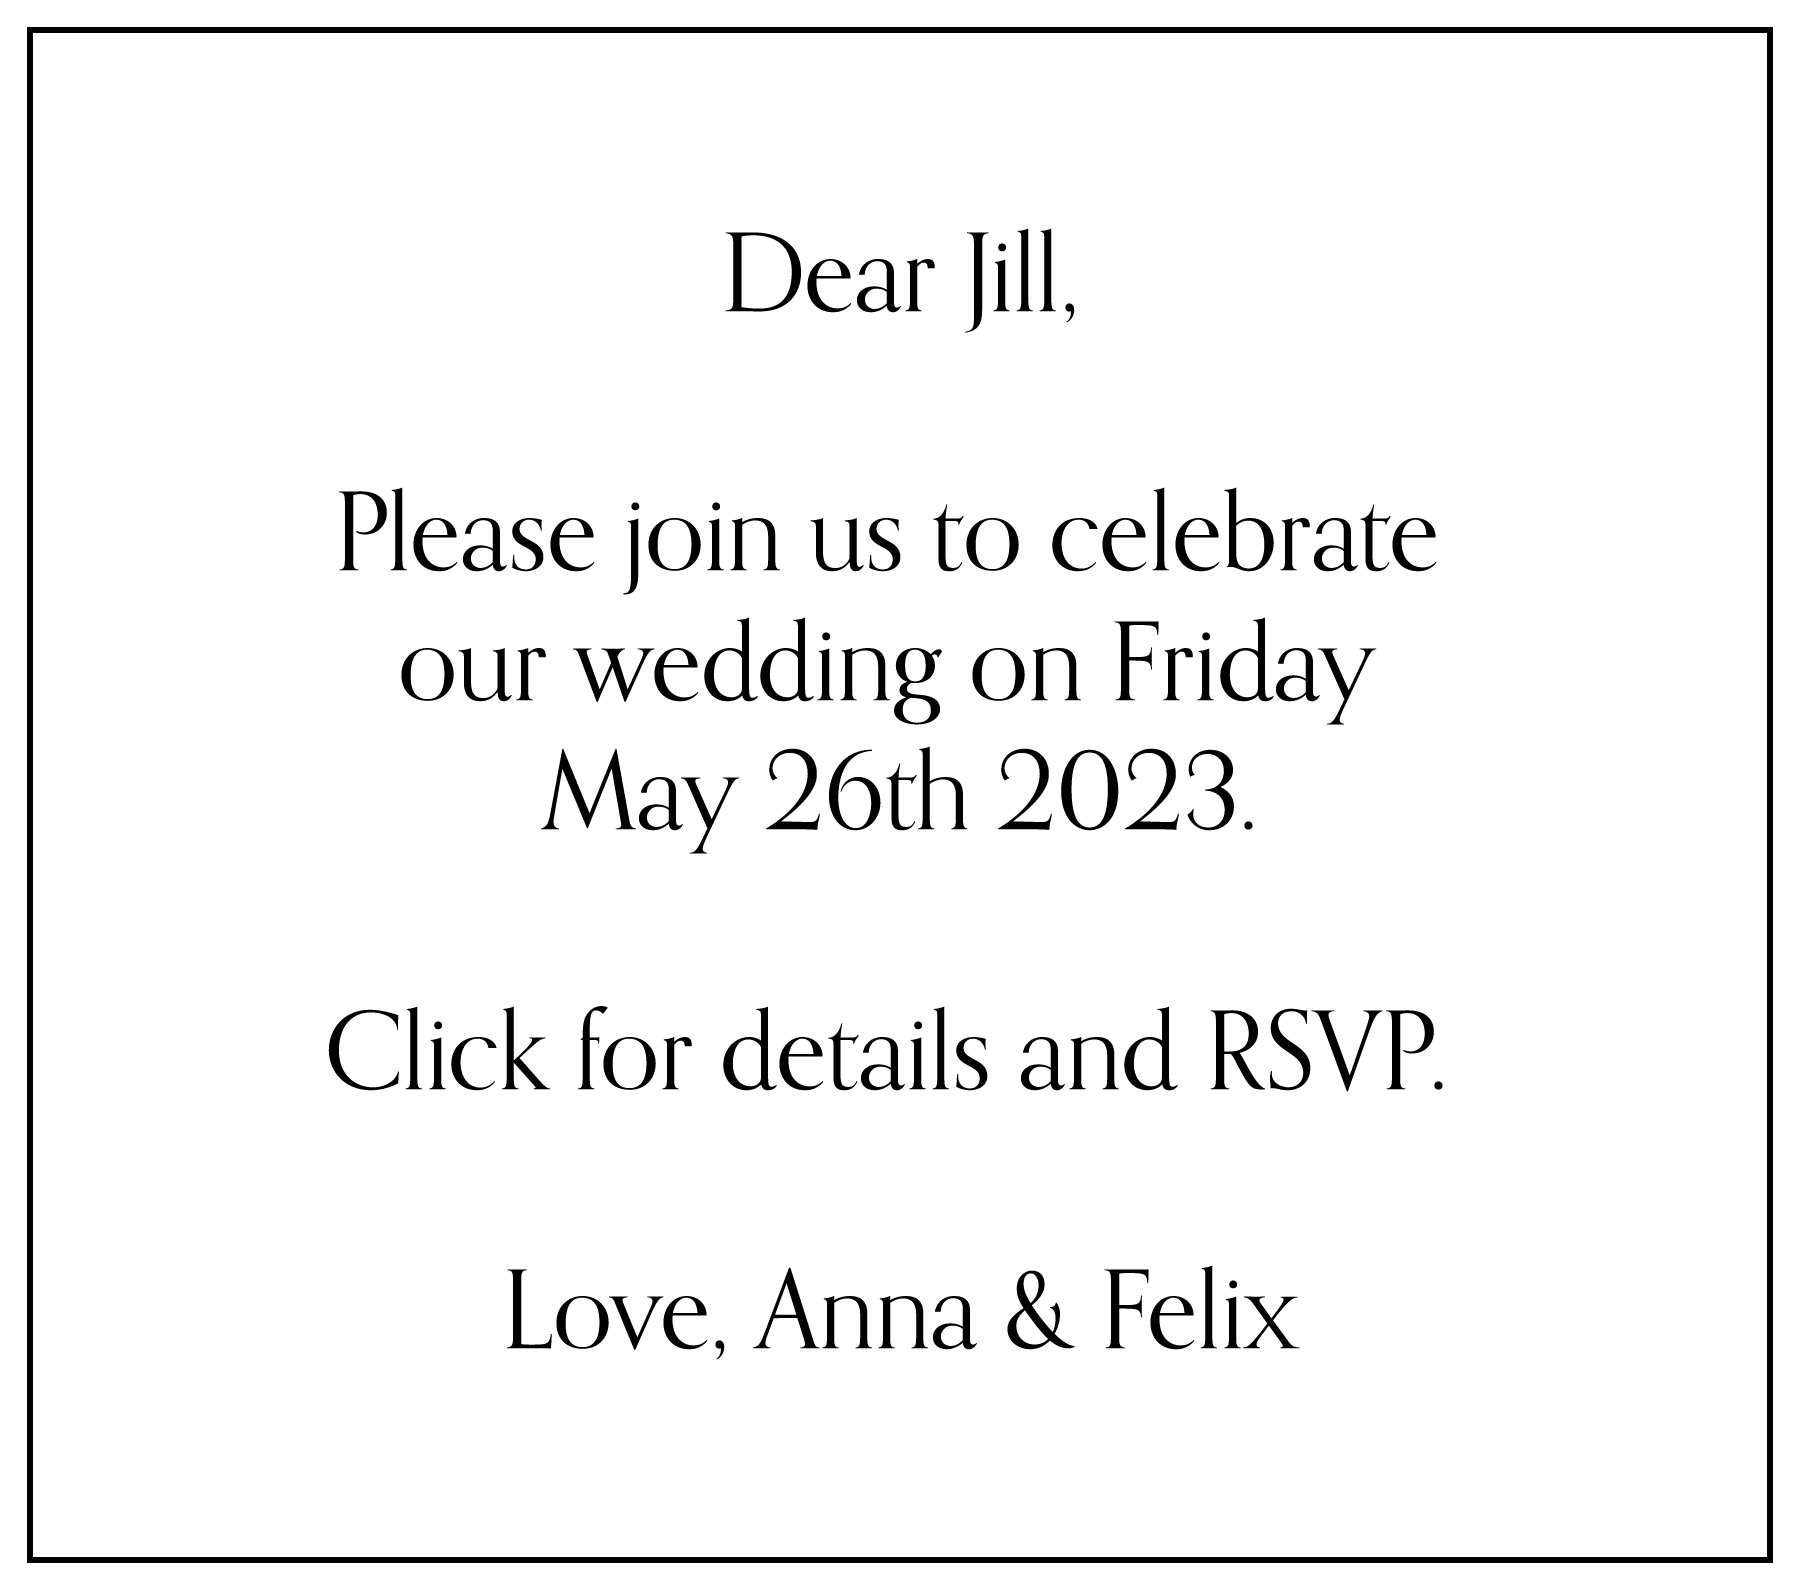 Dear Jill,
Please join us to celebrate
our wedding on Friday
May 26th 2023.
Click for details and RSVP.
Love, Anna & Felix